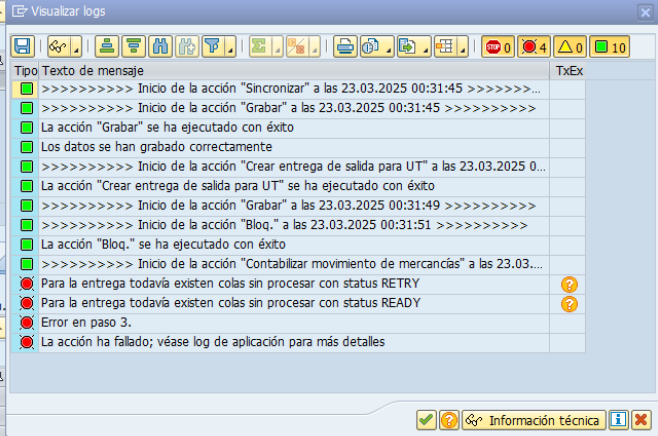 Visualizar logs
0 4 0 10
Tipo Texto de mensaje TxEx
>>>>>>>>>> Inicio de la acción "Sincronizar" a las 23.03.2025 00:31:45 >>>>>>>...
>>>>>>>>>> Inicio de la acción "Grabar" a las 23.03.2025 00:31:45 >>>>>>>>>>
La acción "Grabar" se ha ejecutado con éxito
Los datos se han grabado correctamente
>>>>>>>>>> Inicio de la acción "Crear entrega de salida para UT" a las 23.03.2025 0...
La acción "Crear entrega de salida para UT" se ha ejecutado con éxito
>>>>>>>>>> Inicio de la acción "Grabar" a las 23.03.2025 00:31:49 >>>>>>>>>>
>>>>>>>>>> Inicio de la acción "Bloq." a las 23.03.2025 00:31:51 >>>>>>>>>>
La acción "Bloq." se ha ejecutado con éxito
>>>>>>>>>> Inicio de la acción "Contabilizar movimiento de mercancías" a las 23.03....
Para la entrega todavía existen colas sin procesar con status RETRY
Para la entrega todavía existen colas sin procesar con status READY
Error en paso 3.
La acción ha fallado; véase log de aplicación para más detalles
Información técnica